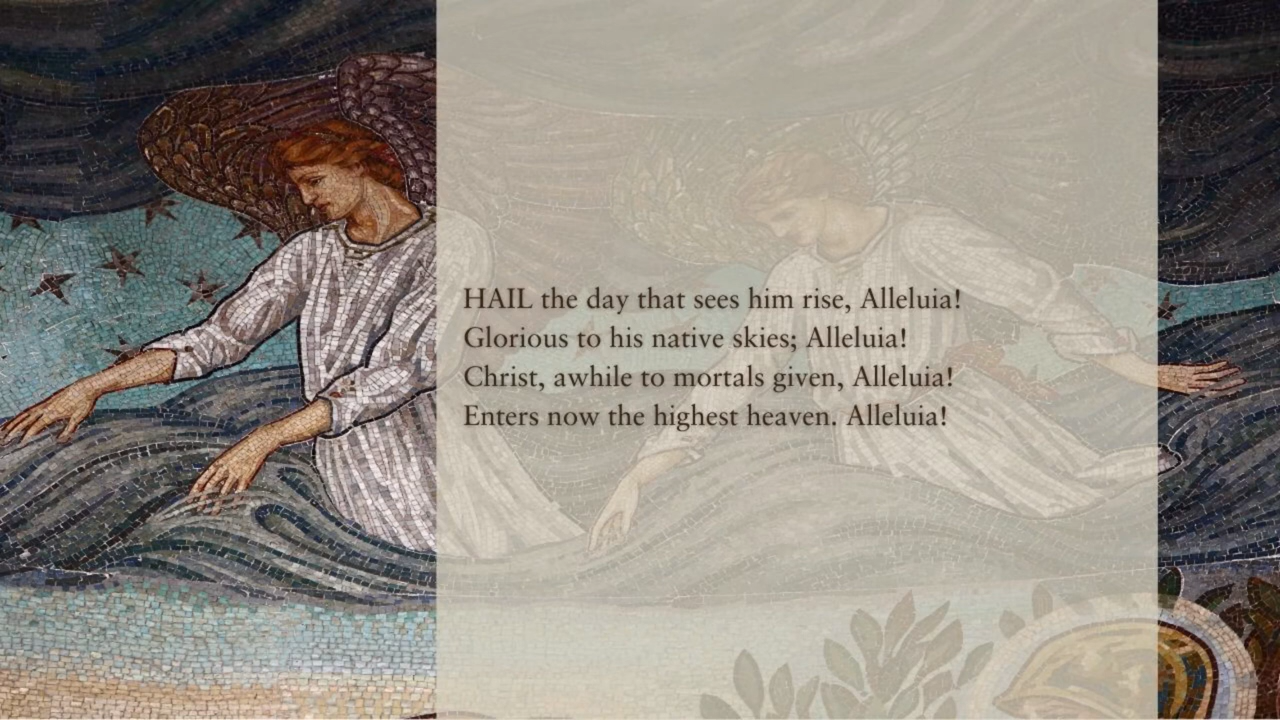 HAIL the day that sees him rise, Alleluia!
Glorious to his native skies; Alleluia!
Christ, awhile to mortals given, Alleluia!
Enters now the highest heaven. Alleluia!